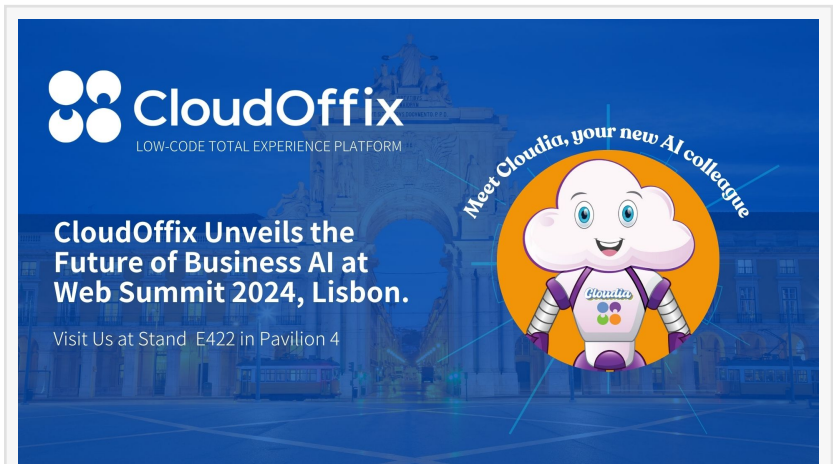 CloudOffix
LOW-CODE TOTAL EXPERIENCE PLATFORM
Meet Cloudia, your new AI colleague
CloudOffix Unveils the
Future of Business AI at
Web Summit 2024, Lisbon.
Visit Us at Stand E422 in Pavilion 4
Cloudia